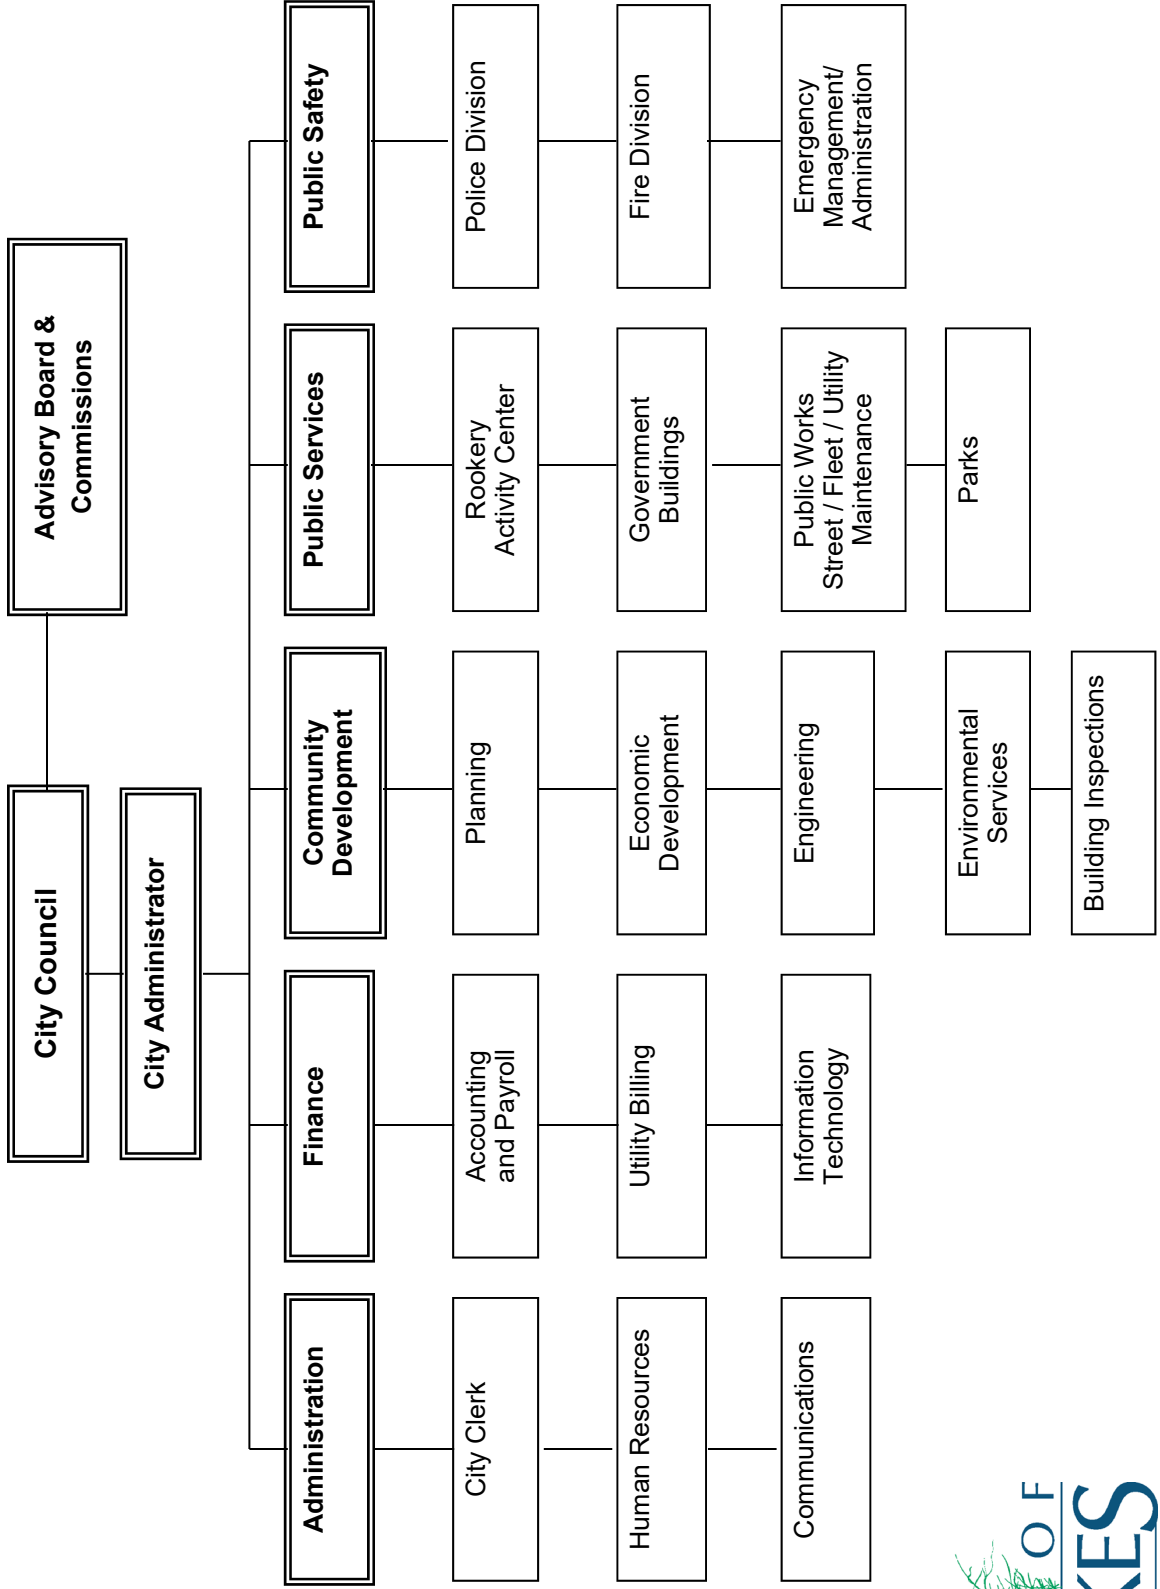 City Council
Advisory Board &
Commissions
City Administrator
Administration
Finance
Community
Development
Public Services
Public Safety
City Clerk
Human Resources
Communications
Accounting
and Payroll
Utility Billing
Information
Technology
Planning
Economic
Development
Engineering
Environmental
Services
Building Inspections
Rookery
Activity Center
Government
Buildings
Public Works
Street / Fleet / Utility
Maintenance
Parks
Police Division
Fire Division
Emergency
Management/
Administration
OF